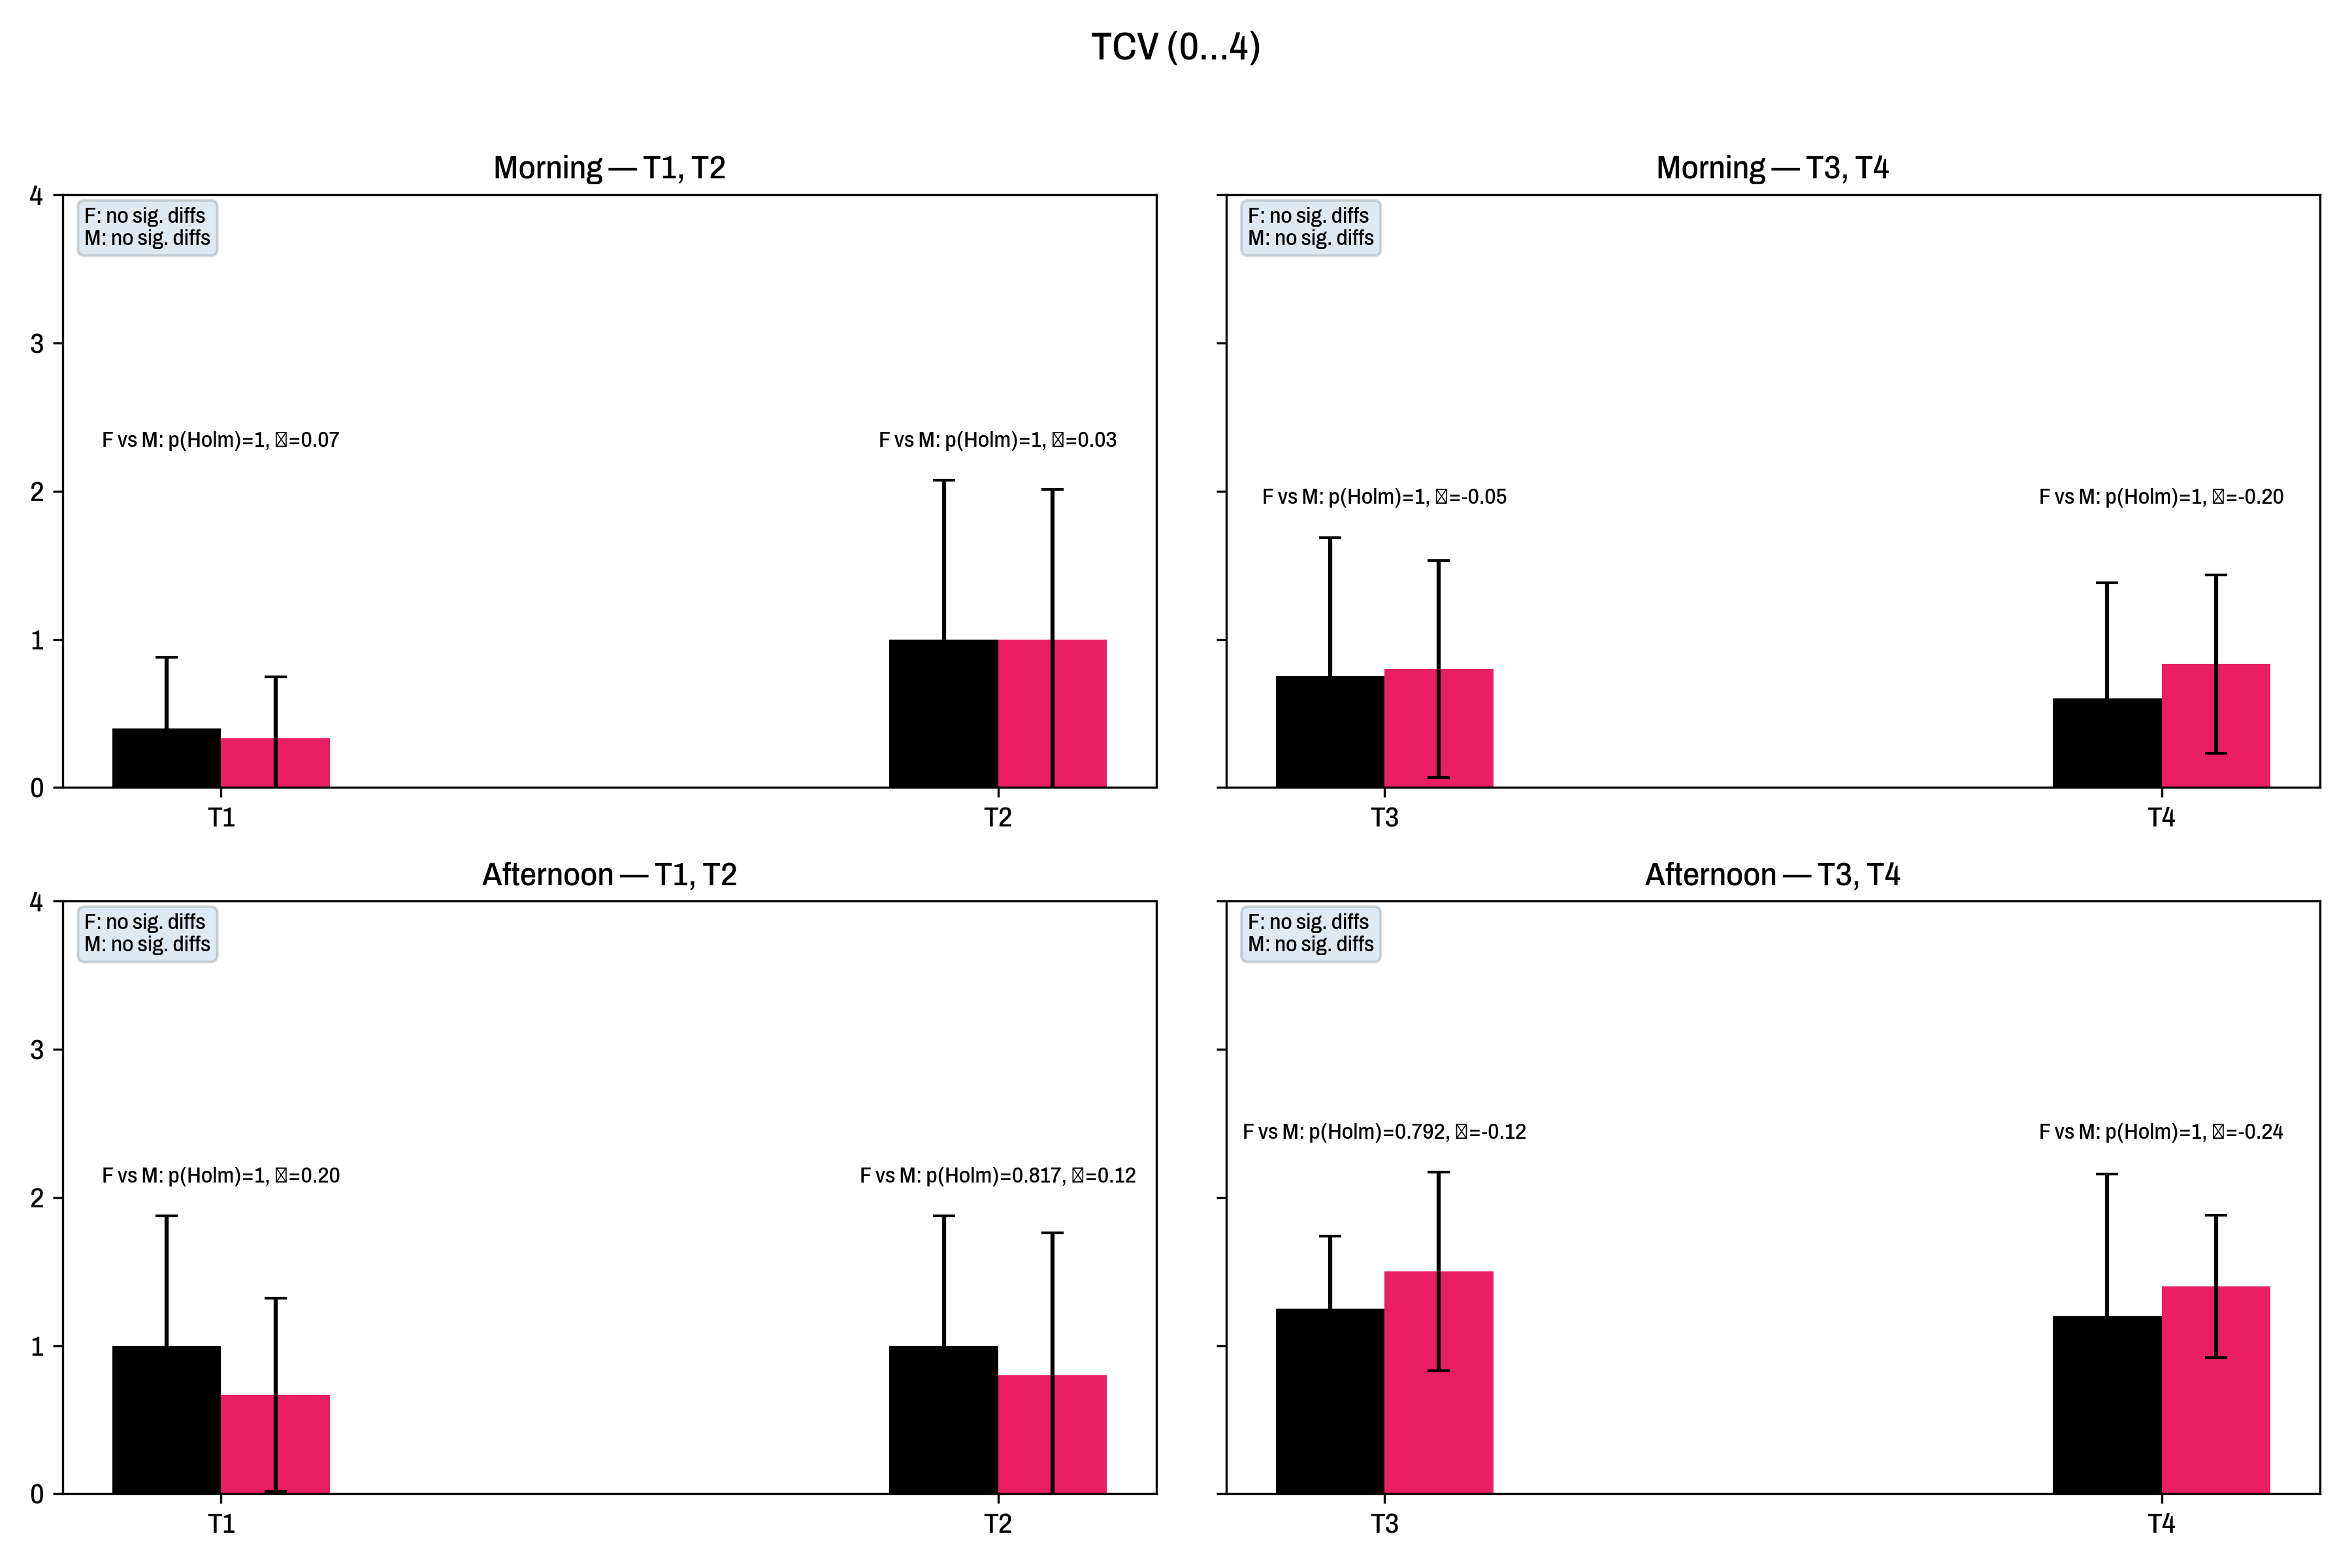 TCV (0...4)
Morning — T1, T2
4
F: no sig. diffs
M: no sig. diffs
3
F vs M: p(Holm)=1, =0.07
F vs M: p(Holm)=1, =0.03
2
1
0
T1
T2
Morning — T3, T4
F: no sig. diffs
M: no sig. diffs
F vs M: p(Holm)=1, =-0.05
F vs M: p(Holm)=1, =-0.20
T3
T4
Afternoon — T1, T2
4
F: no sig. diffs
M: no sig. diffs
3
F vs M: p(Holm)=1, =0.20
F vs M: p(Holm)=0.817, =0.12
2
1
0
T1
T2
Afternoon — T3, T4
F: no sig. diffs
M: no sig. diffs
F vs M: p(Holm)=0.792, =-0.12
F vs M: p(Holm)=1, =-0.24
T3
T4